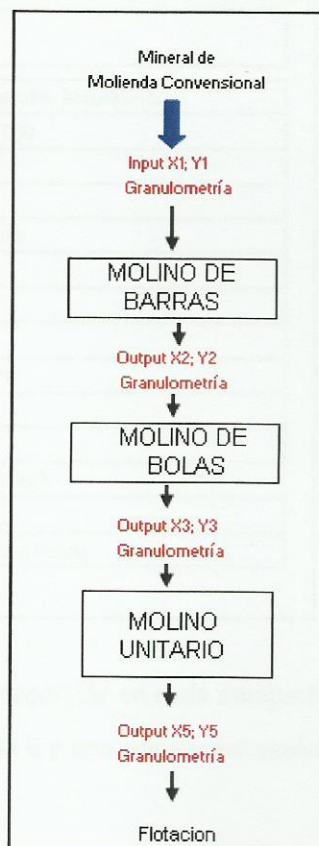 Mineral de
Molienda Convensional
Input X1; Y1
Granulometría
MOLINO DE
BARRAS
Output X2; Y2
Granulometría
MOLINO DE
BOLAS
Output X3; Y3
Granulometría
MOLINO
UNITARIO
Output X5; Y5
Granulometría
Flotacion